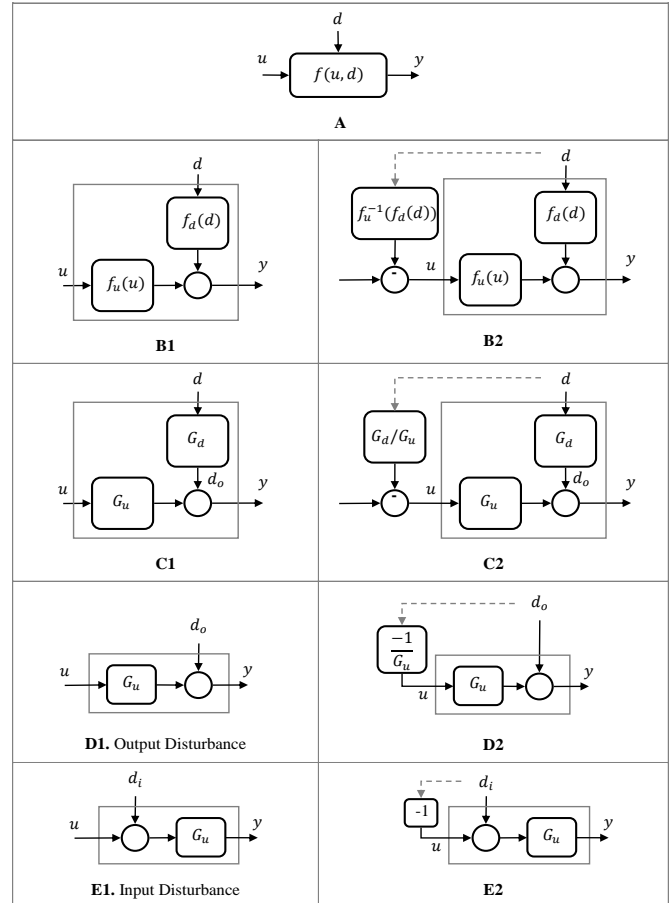 d
u
f(u, d)
y
A
d
f_d(d)
u
f_u(u)
y
B1
d
f_u^{-1}(f_d(d))
f_d(d)
-
u
f_u(u)
y
B2
d
G_d
d_o
u
G_u
y
C1
d
G_d/G_u
G_d
d_o
-
u
G_u
y
C2
d_o
u
G_u
y
D1. Output Disturbance
d_o
-1
G_u
u
G_u
y
D2
d_i
u
G_u
y
E1. Input Disturbance
d_i
-1
u
G_u
y
E2